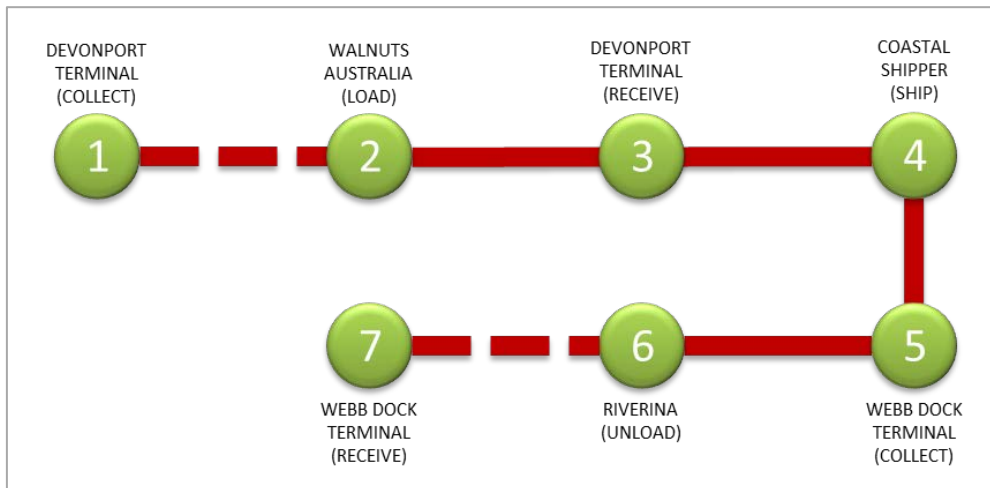 DEVONPORT
TERMINAL
(COLLECT)
WALNUTS
AUSTRALIA
(LOAD)
DEVONPORT
TERMINAL
(RECEIVE)
COASTAL
SHIPPER
(SHIP)
1
2
3
4
7
6
5
WEBB DOCK
TERMINAL
(RECEIVE)
RIVERINA
(UNLOAD)
WEBB DOCK
TERMINAL
(COLLECT)